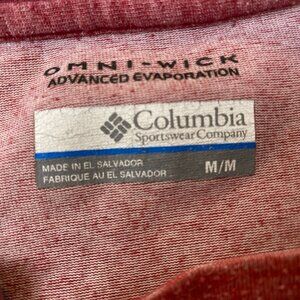 OMNI-WICK
ADVANCED EVAPORATION
Columbia
Sportswear Company
MADE IN EL SALVADOR
FABRIQUE AU EL SALVADOR
M/M